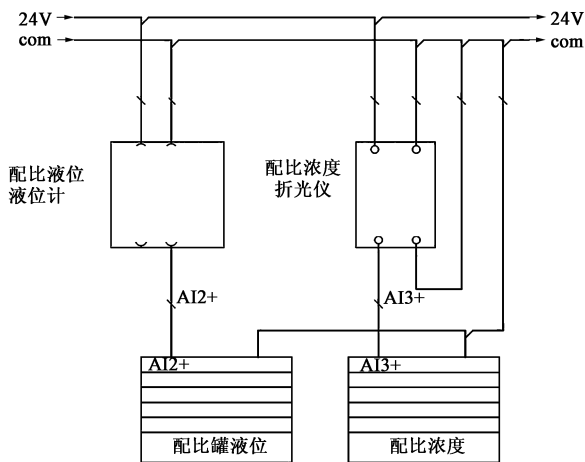 24V
24V
com
com
配比液位
液位计
配比浓度
折光仪
AI2+
AI3+
AI2+
AI3+
配比罐液位
配比浓度